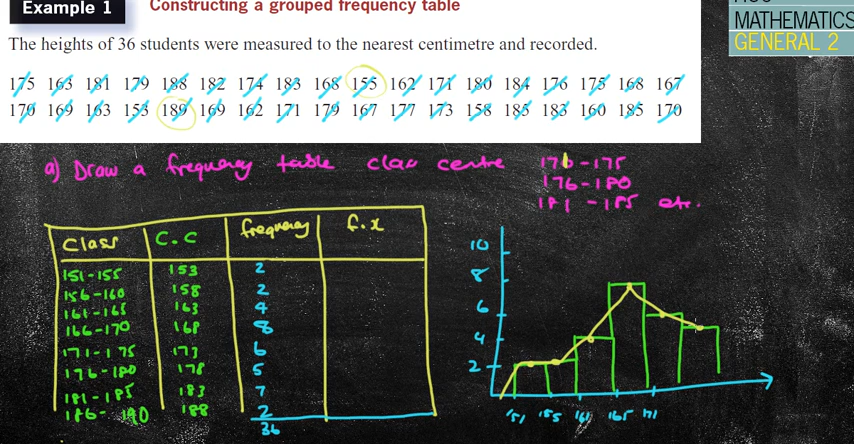 Example 1
Constructing a grouped frequency table
MATHEMATICS
GENERAL 2
The heights of 36 students were measured to the nearest centimetre and recorded.
175 163 181 179 188 182 174 183 168 155 162 171 180 184 176 175 168 167
170 169 163 153 189 169 162 171 179 167 177 173 158 185 183 160 185 170
a) Draw a frequency table class centre
171-175
176-180
181-185 etc.
Class C.C frequency f.x
151-155 153 2
156-160 158 2
161-165 163 4
166-170 168 8
171-175 173 6
176-180 178 5
181-185 183 7
186-190 188 2
36
10
8
6
4
2
151 155 161 165 171